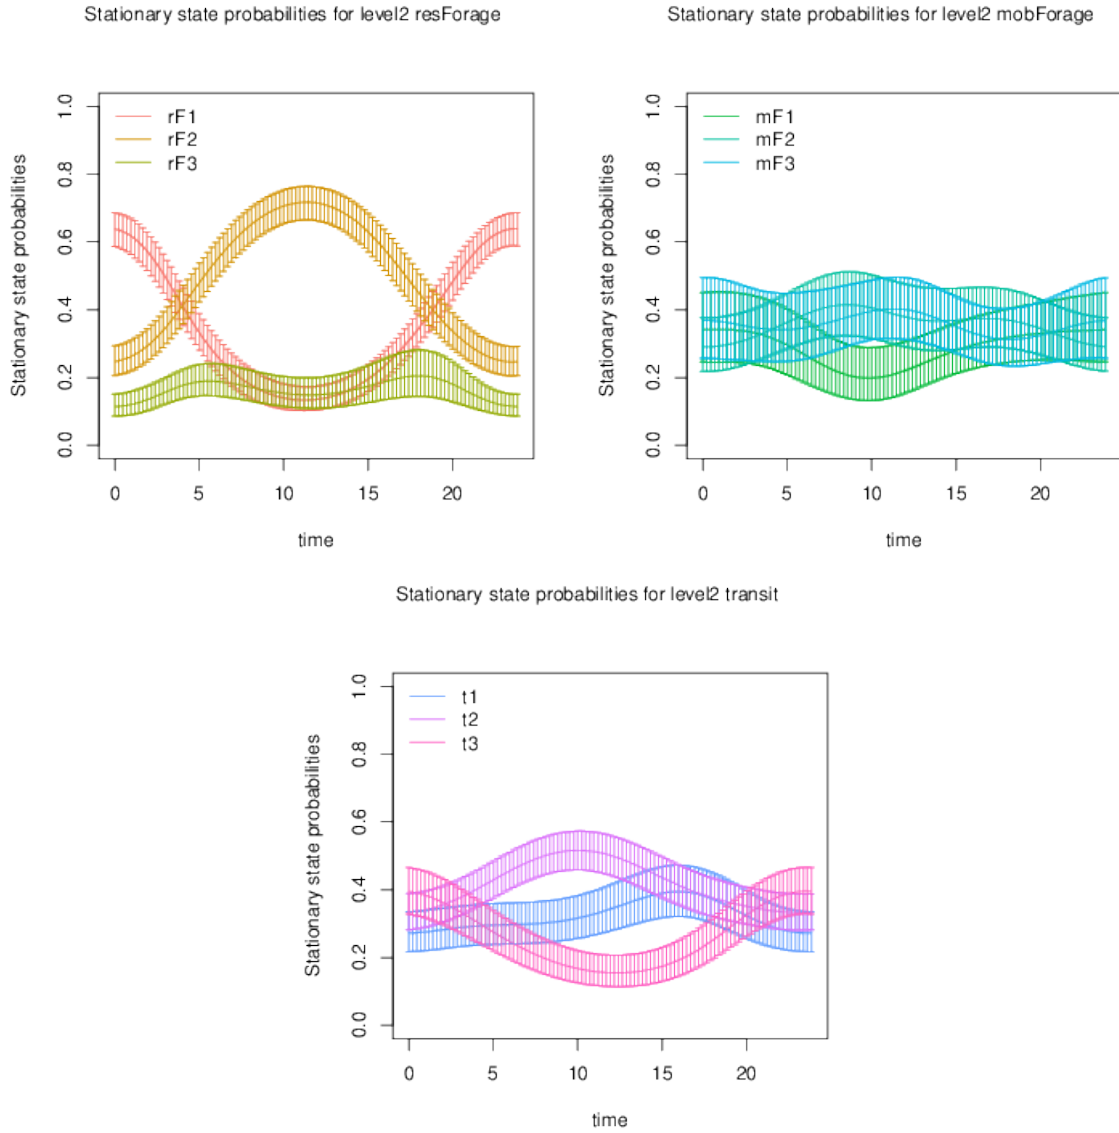 Stationary state probabilities for level2 resForage
Stationary state probabilities
1.0
0.8
0.6
0.4
0.2
0.0
rF1
rF2
rF3
0 5 10 15 20
time
Stationary state probabilities for level2 mobForage
Stationary state probabilities
1.0
0.8
0.6
0.4
0.2
0.0
mF1
mF2
mF3
0 5 10 15 20
time
Stationary state probabilities for level2 transit
Stationary state probabilities
1.0
0.8
0.6
0.4
0.2
0.0
t1
t2
t3
0 5 10 15 20
time